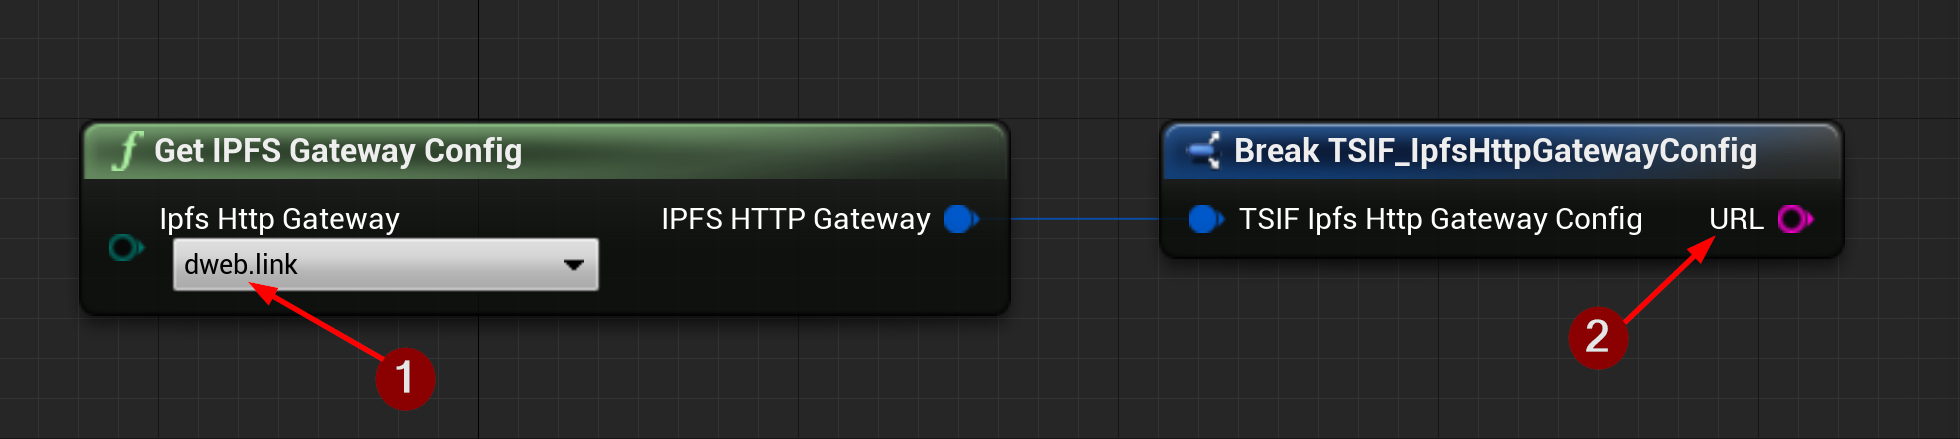 Get IPFS Gateway Config
Ipfs Http Gateway
IPFS HTTP Gateway
dweb.link
1
Break TSIF_IpfsHttpGatewayConfig
TSIF Ipfs Http Gateway Config
URL
2